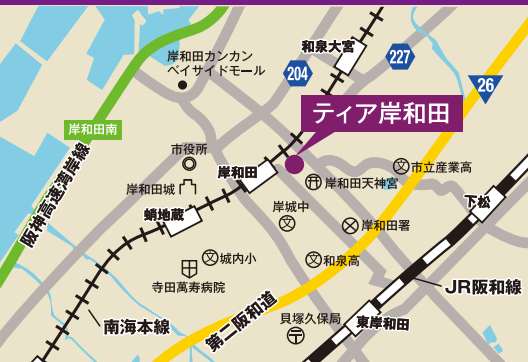 和泉大宮
岸和田カンカン
ベイサイドモール
204
227
26
ティア岸和田
岸和田南
市役所
岸和田
岸和田城
岸和田天神宮
市立産業高
蛸地蔵
岸城中
下松
岸和田署
阪神高速湾岸線
城内小
和泉高
寺田萬寿病院
JR阪和線
南海本線
第二阪和道
貝塚久保局
東岸和田